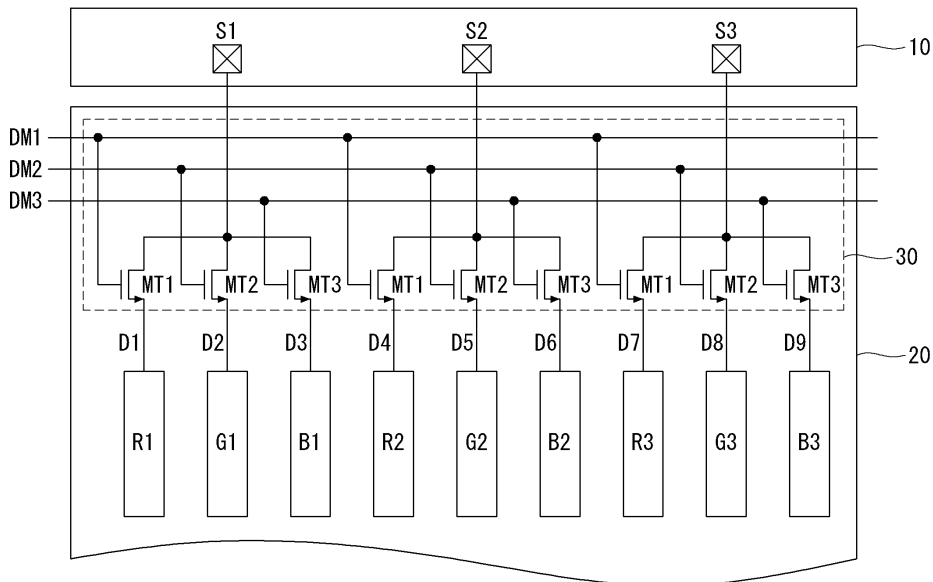 S1 S2 S3
10
DM1
DM2
DM3
30
MT1 MT2 MT3 MT1 MT2 MT3 MT1 MT2 MT3
D1 D2 D3 D4 D5 D6 D7 D8 D9
20
R1 G1 B1 R2 G2 B2 R3 G3 B3